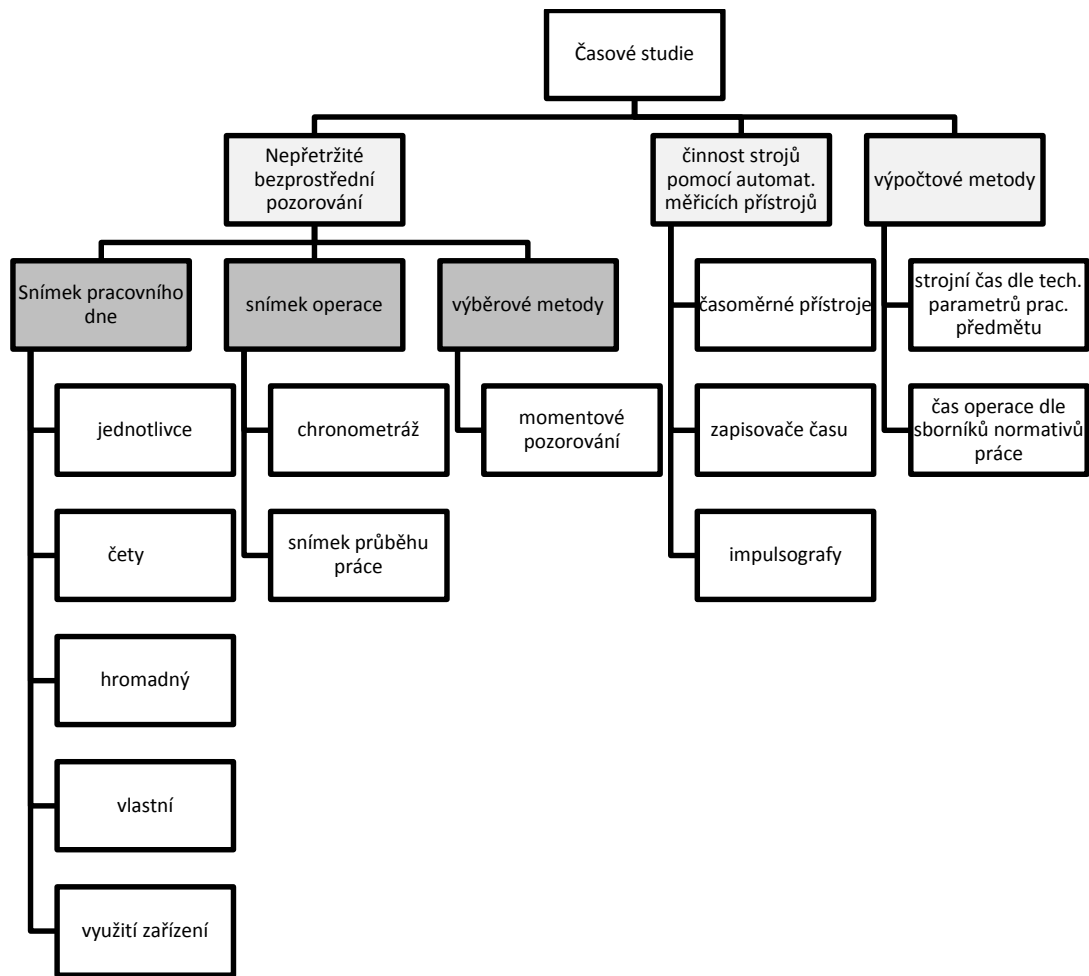 Časové studie
Nepřetržité
bezprostřední
pozorování
činnost strojů
pomocí automat.
měřicích přístrojů
výpočtové metody
Snímek pracovního
dne
snímek operace
výběrové metody
časoměrné přístroje
strojní čas dle tech.
parametrů prac.
předmětu
jednotlivce
chronometráž
momentové
pozorování
zapisovače času
čas operace dle
sborníků normativů
práce
čety
snímek průběhu
práce
impulsografy
hromadný
vlastní
využití zařízení